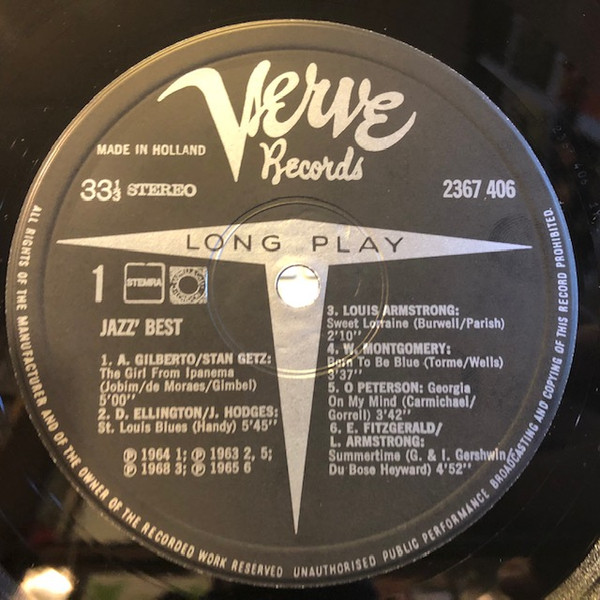 Verve
Records
MADE IN HOLLAND
33⅓ STEREO
2367 406
LONG PLAY
1
STEMRA
JAZZ' BEST
1. A. GILBERTO/STAN GETZ:
The Girl From Ipanema
(Jobim/de Moraes/Gimbel)
5'00''
2. D. ELLINGTON/J. HODGES:
St. Louis Blues (Handy) 5'45''
Ⓟ 1964 1; Ⓟ 1963 2, 5;
Ⓟ 1968 3; Ⓟ 1965 6
3. LOUIS ARMSTRONG:
Sweet Lorraine (Burwell/Parish)
2'10''
4. W. MONTGOMERY:
Born To Be Blue (Torme/Wells)
3'37''
5. O PETERSON: Georgia
On My Mind (Carmichael/
Gorrell) 3'42''
6. E. FITZGERALD/
L. ARMSTRONG:
Summertime (G. & I. Gershwin
Du Bose Heyward) 4'52''
ALL RIGHTS OF THE MANUFACTURER AND OF THE OWNER OF THE RECORDED WORK RESERVED UNAUTHORISED PUBLIC PERFORMANCE BROADCASTING AND COPYING OF THIS RECORD PROHIBITED.